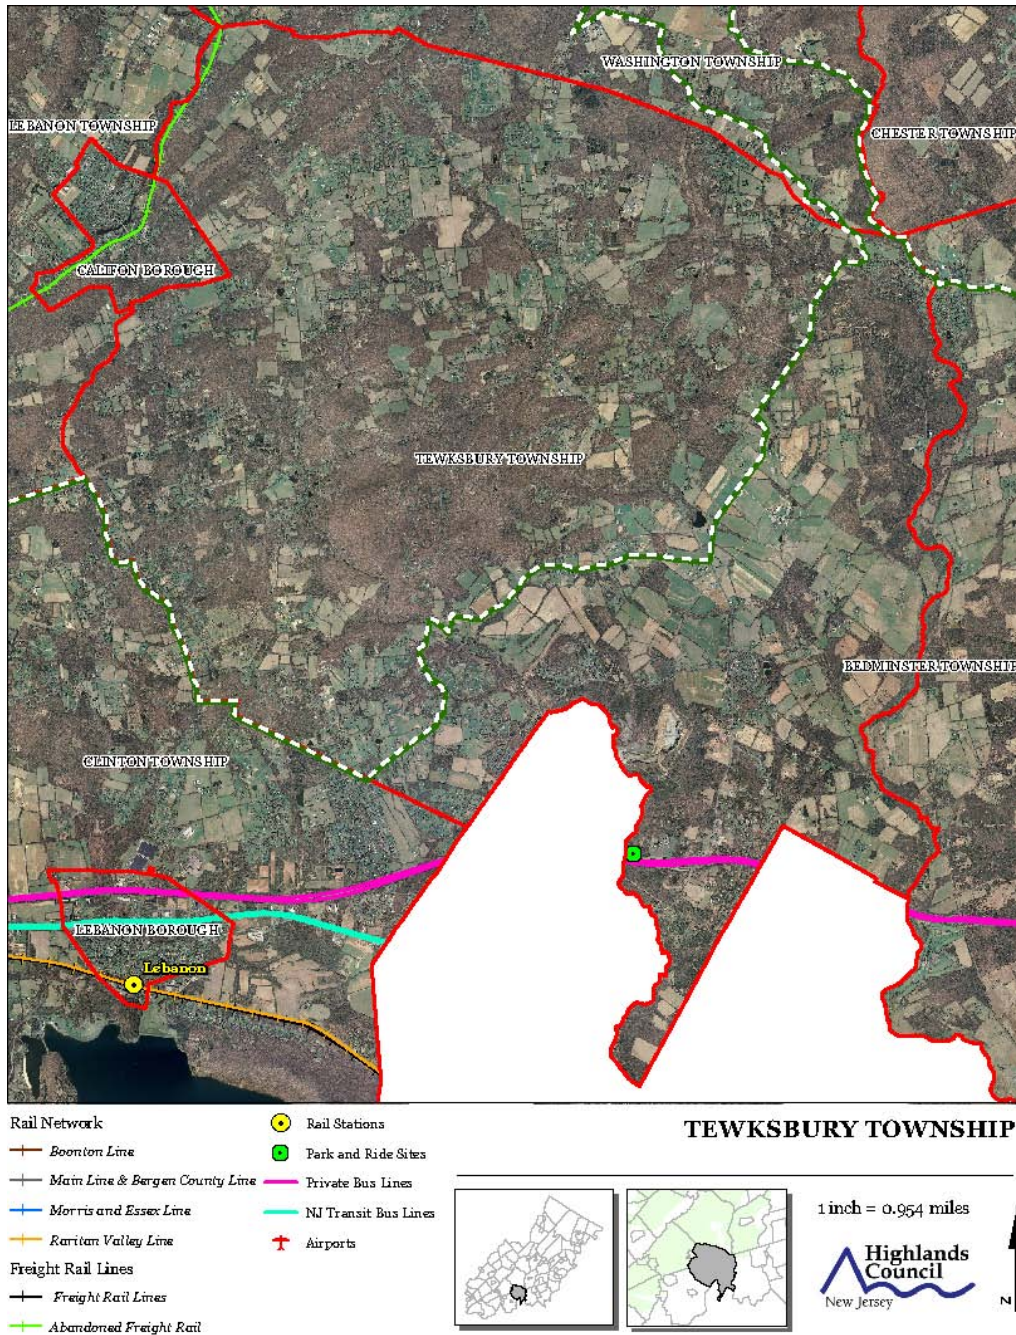 WASHINGTON TOWNSHIP
LEBANON TOWNSHIP
CHESTER TOWNSHIP
CALIFON BOROUGH
TEWKSBURY TOWNSHIP
BEDMINSTER TOWNSHIP
CLINTON TOWNSHIP
LEBANON BOROUGH
Lebanon
Rail Network
Boonton Line
Main Line & Bergen County Line
Morris and Essex Line
Raritan Valley Line
Freight Rail Lines
Freight Rail Lines
Abandoned Freight Rail
Rail Stations
Park and Ride Sites
Private Bus Lines
NJ Transit Bus Lines
Airports
TEWKSBURY TOWNSHIP
1 inch = 0.954 miles
Highlands
Council
New Jersey
N